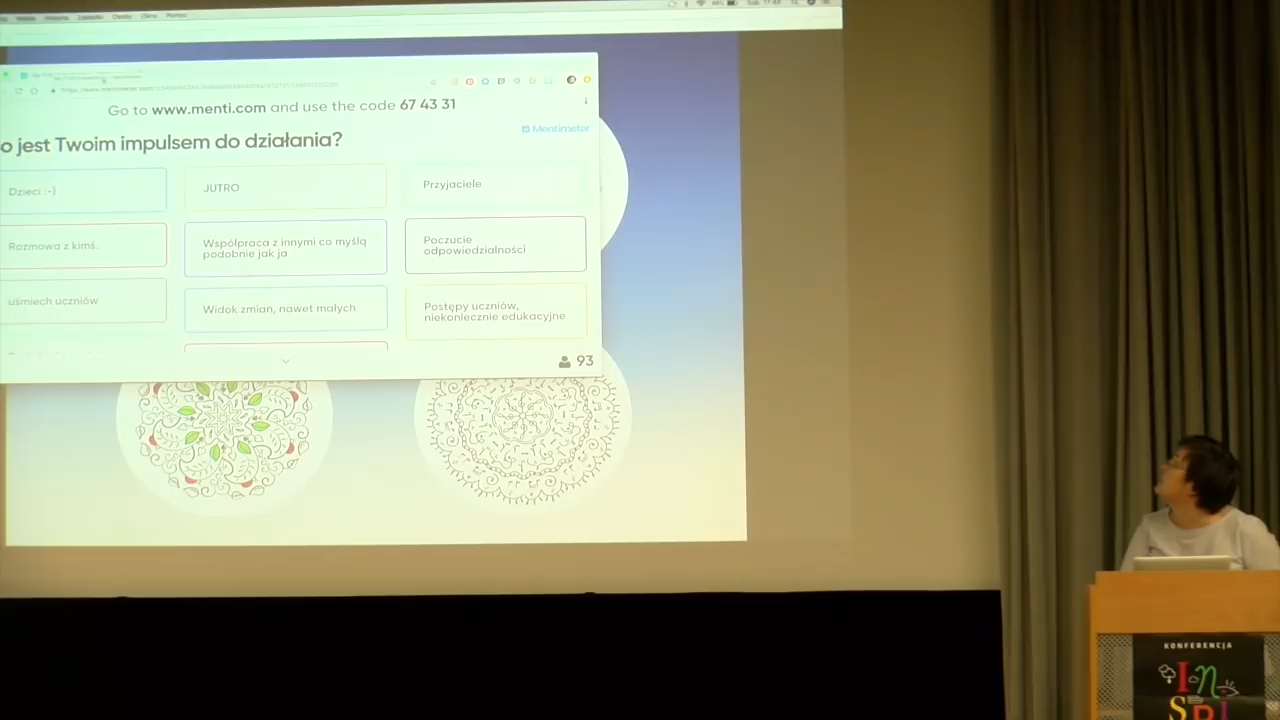 Go to www.menti.com and use the code 67 43 31
o jest Twoim impulsem do działania?
Mentimeter
Dzieci :-)
JUTRO
Przyjaciele
Rozmowa z kimś.
Współpraca z innymi co myślą
podobnie jak ja
Poczucie
odpowiedzialności
uśmiech uczniów
Widok zmian, nawet małych
Postępy uczniów,
niekoniecznie edukacyjne
93
KONFERENCJA
In
SPI